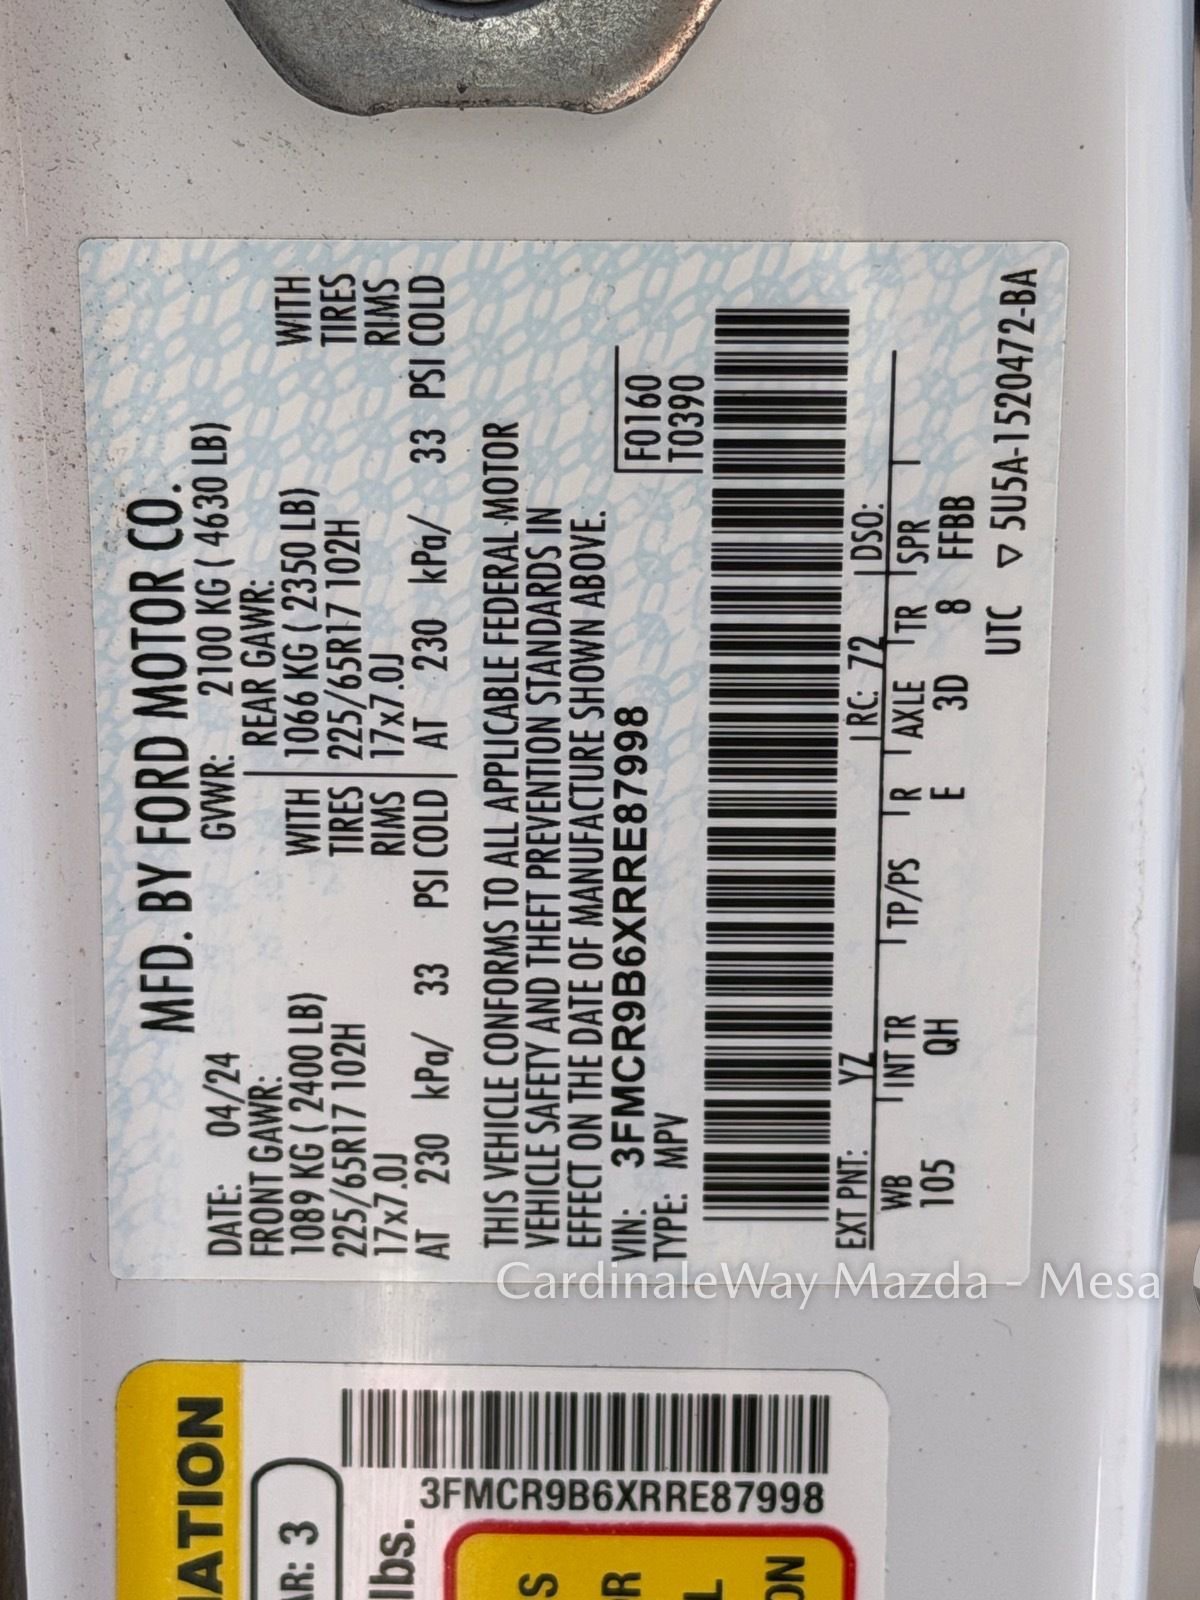 MFD. BY FORD MOTOR CO.
DATE: 04/24 GVWR: 2100 KG ( 4630 LB)
FRONT GAWR: REAR GAWR:
1089 KG ( 2400 LB) WITH 1066 KG ( 2350 LB) WITH
225/65R17 102H TIRES 225/65R17 102H TIRES
17x7.0J RIMS 17x7.0J RIMS
AT 230 kPa/ 33 PSI COLD AT 230 kPa/ 33 PSI COLD
THIS VEHICLE CONFORMS TO ALL APPLICABLE FEDERAL MOTOR
VEHICLE SAFETY AND THEFT PREVENTION STANDARDS IN
EFFECT ON THE DATE OF MANUFACTURE SHOWN ABOVE.
VIN: 3FMCR9B6XRRE87998 F0160
TYPE: MPV T0390
EXT PNT: YZ RC: 72 DSO:
WB INT TR TP/PS R AXLE TR SPR
105 QH E 3D 8 FFBB
UTC ▽ 5U5A-1520472-BA
CardinaleWay Mazda - Mesa
3
lbs.
3FMCR9B6XRRE87998